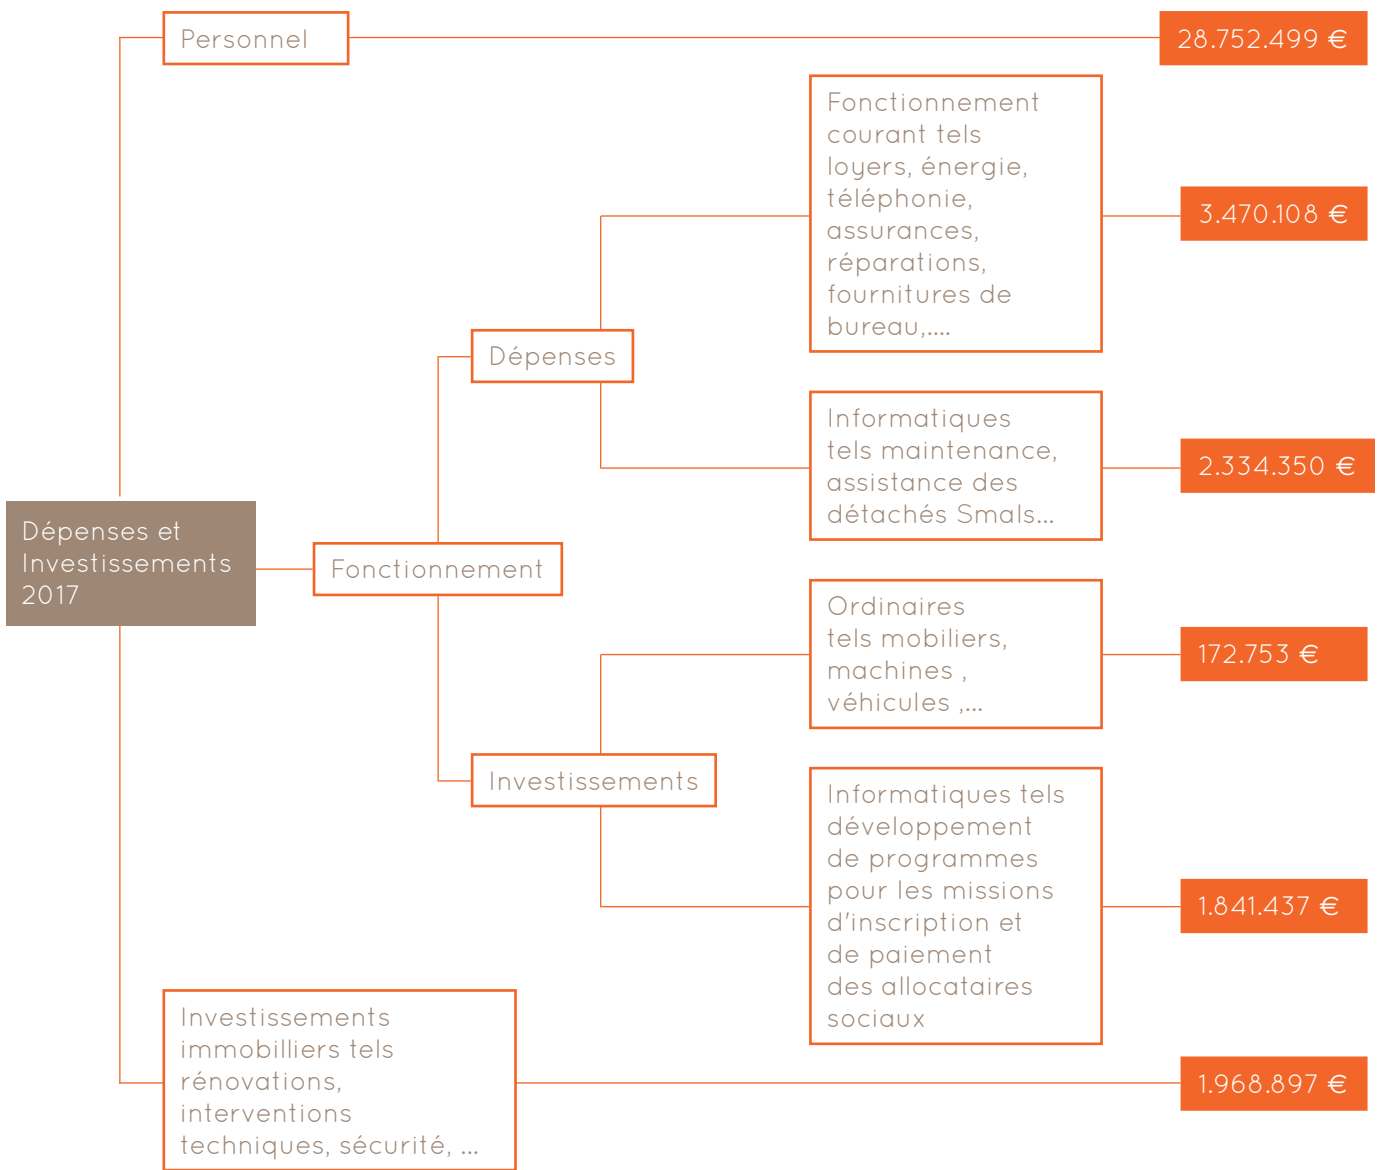 Personnel
28.752.499 €
Fonctionnement
courant tels
loyers, énergie,
téléphonie,
assurances,
réparations,
fournitures de
bureau,....
3.470.108 €
Dépenses
Informatiques
tels maintenance,
assistance des
détachés Smals...
2.334.350 €
Dépenses et
Investissements
2017
Fonctionnement
Ordinaires
tels mobiliers,
machines ,
véhicules ,...
172.753 €
Investissements
Informatiques tels
développement
de programmes
pour les missions
d'inscription et
de paiement
des allocataires
sociaux
1.841.437 €
Investissements
immobilliers tels
rénovations,
interventions
techniques, sécurité, ...
1.968.897 €